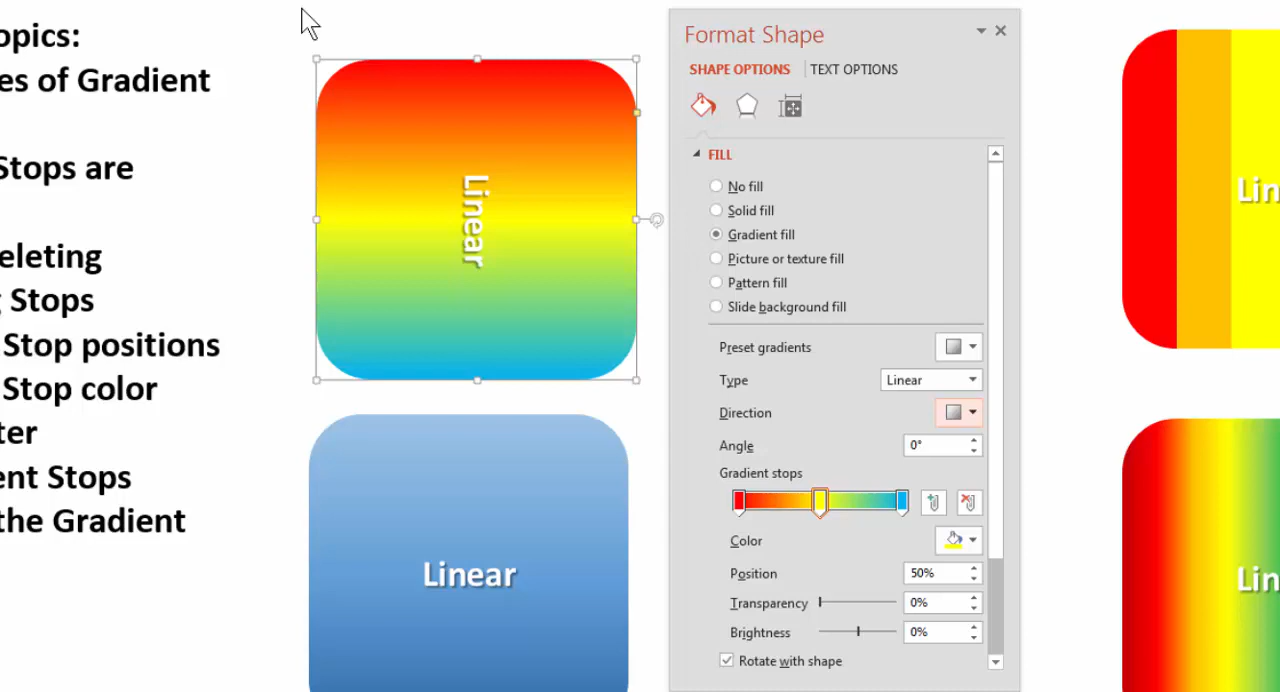 opics:
es of Gradient
Stops are
eleting
g Stops
Stop positions
Stop color
ter
ent Stops
the Gradient
Linear
Linear
Format Shape
SHAPE OPTIONS
TEXT OPTIONS
FILL
No fill
Solid fill
Gradient fill
Picture or texture fill
Pattern fill
Slide background fill
Preset gradients
Type Linear
Direction
Angle 0°
Gradient stops
Color
Position 50%
Transparency 0%
Brightness 0%
Rotate with shape
Lin
Lin